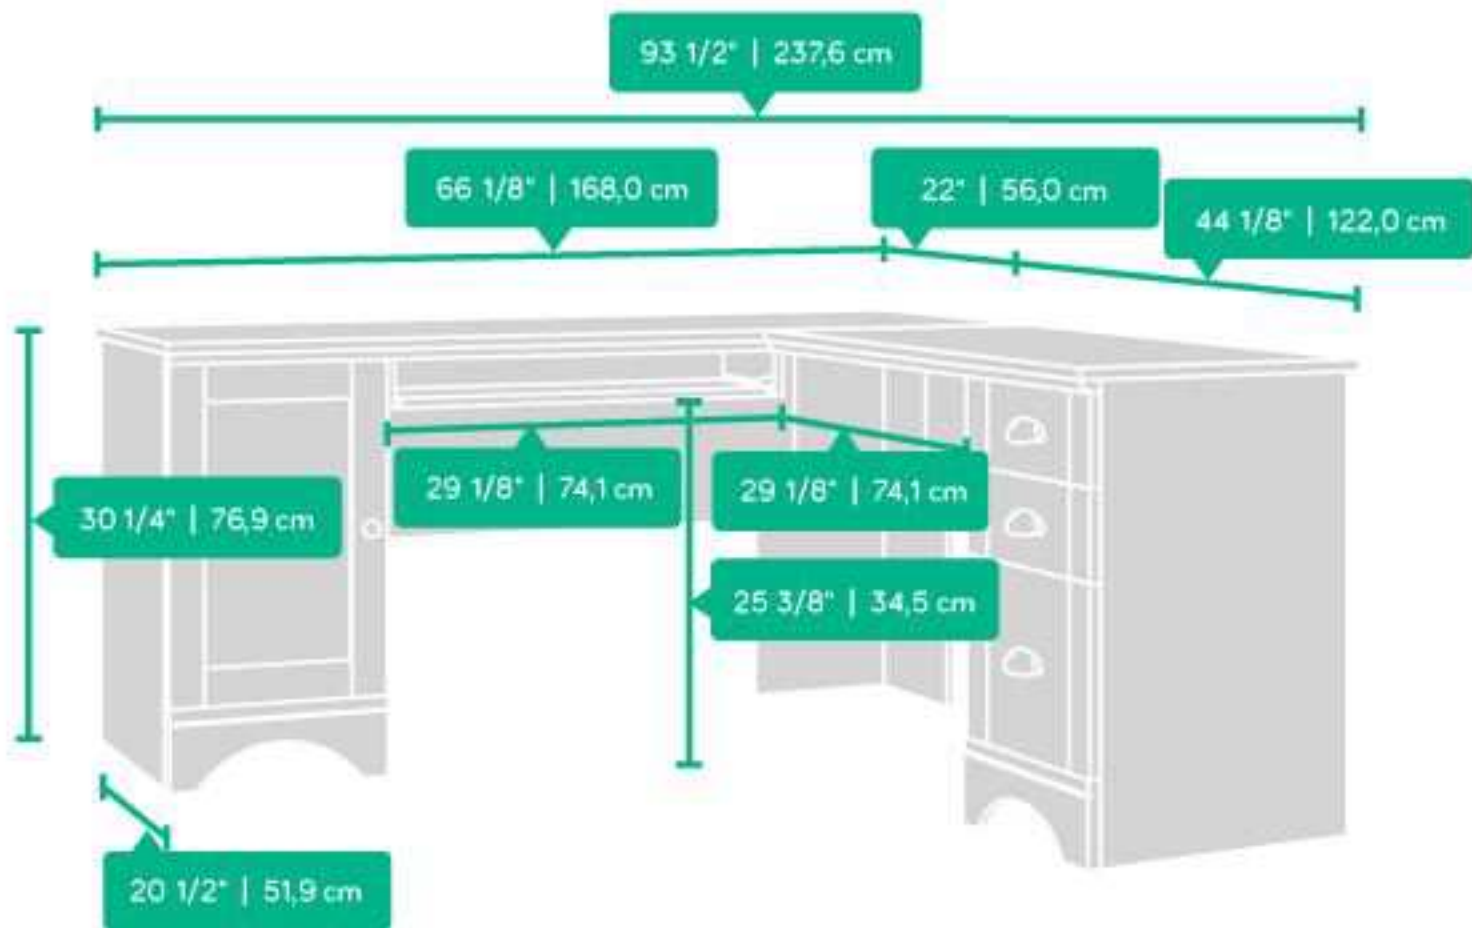 93 1/2" | 237,6 cm
66 1/8" | 168,0 cm
22" | 56,0 cm
44 1/8" | 122,0 cm
29 1/8" | 74,1 cm
29 1/8" | 74,1 cm
30 1/4" | 76,9 cm
25 3/8" | 34,5 cm
20 1/2" | 51,9 cm